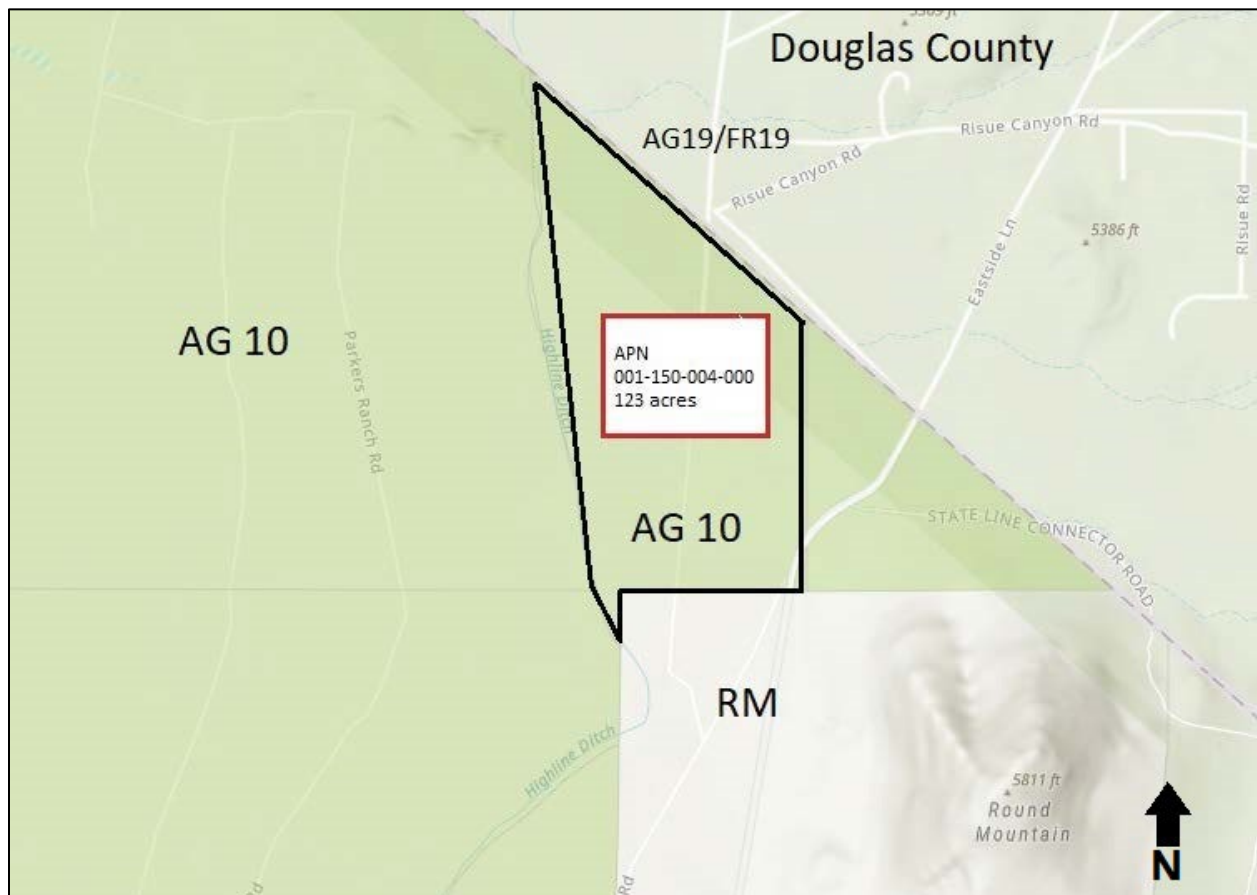 Douglas County
AG19/FR19
Risue Canyon Rd
Risue Canyon Rd
Risue Rd
5386 ft
Eastside Ln
AG 10
Parkers Ranch Rd
Highline Ditch
APN
001-150-004-000
123 acres
AG 10
STATE LINE CONNECTOR ROAD
RM
Highline Ditch
5811 ft
Round
Mountain
N
Rd
Rd